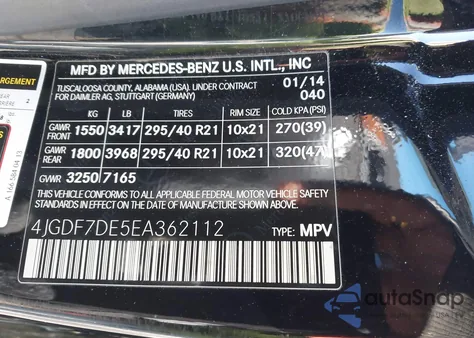 MFD BY MERCEDES-BENZ U.S. INTL., INC
TUSCALOOSA COUNTY, ALABAMA (USA). UNDER CONTRACT
FOR DAIMLER AG, STUTTGART (GERMANY)
01/14
040
KG LB TIRES RIM SIZE COLD KPA(PSI)
GAWR FRONT 1550 3417 295/40 R21 10x21 270(39)
GAWR REAR 1800 3968 295/40 R21 10x21 320(47)
GVWR 3250 7165
THIS VEHICLE CONFORMS TO ALL APPLICABLE FEDERAL MOTOR VEHICLE SAFETY
STANDARDS IN EFFECT ON THE DATE OF MANUFACTURE SHOWN ABOVE.
4JGDF7DE5EA362112
TYPE: MPV
autaSnap